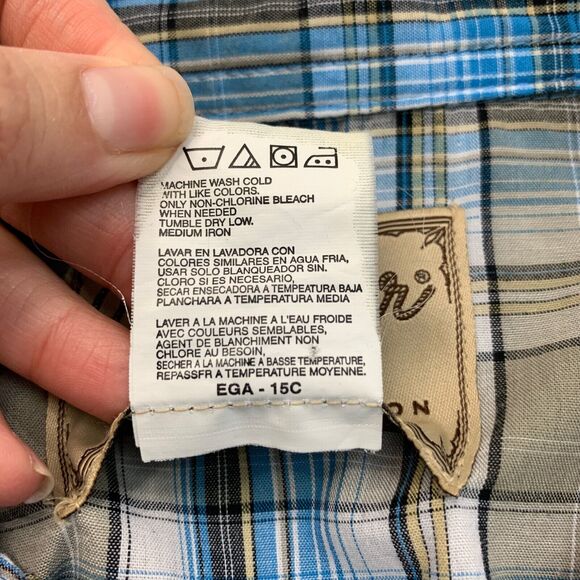 MACHINE WASH COLD
WITH LIKE COLORS.
ONLY NON-CHLORINE BLEACH
WHEN NEEDED
TUMBLE DRY LOW.
MEDIUM IRON
LAVAR EN LAVADORA CON
COLORES SIMILARES EN AGUA FRIA,
USAR SOLO BLANQUEADOR SIN.
CLORO SI ES NECESARIO,
SECAR ENSECADORA A TEMPERATURA BAJA
PLANCHARA A TEMPERATURA MEDIA
LAVER A LA MACHINE A L'EAU FROIDE
AVEC COULEURS SEMBLABLES,
AGENT DE BLANCHIMENT NON
CHLORE AU BESOIN,
SECHER A LA MACHINE A BASSE TEMPERATURE,
REPASSFR A TEMPERATURE MOYENNE.
EGA - 15C
®
ON